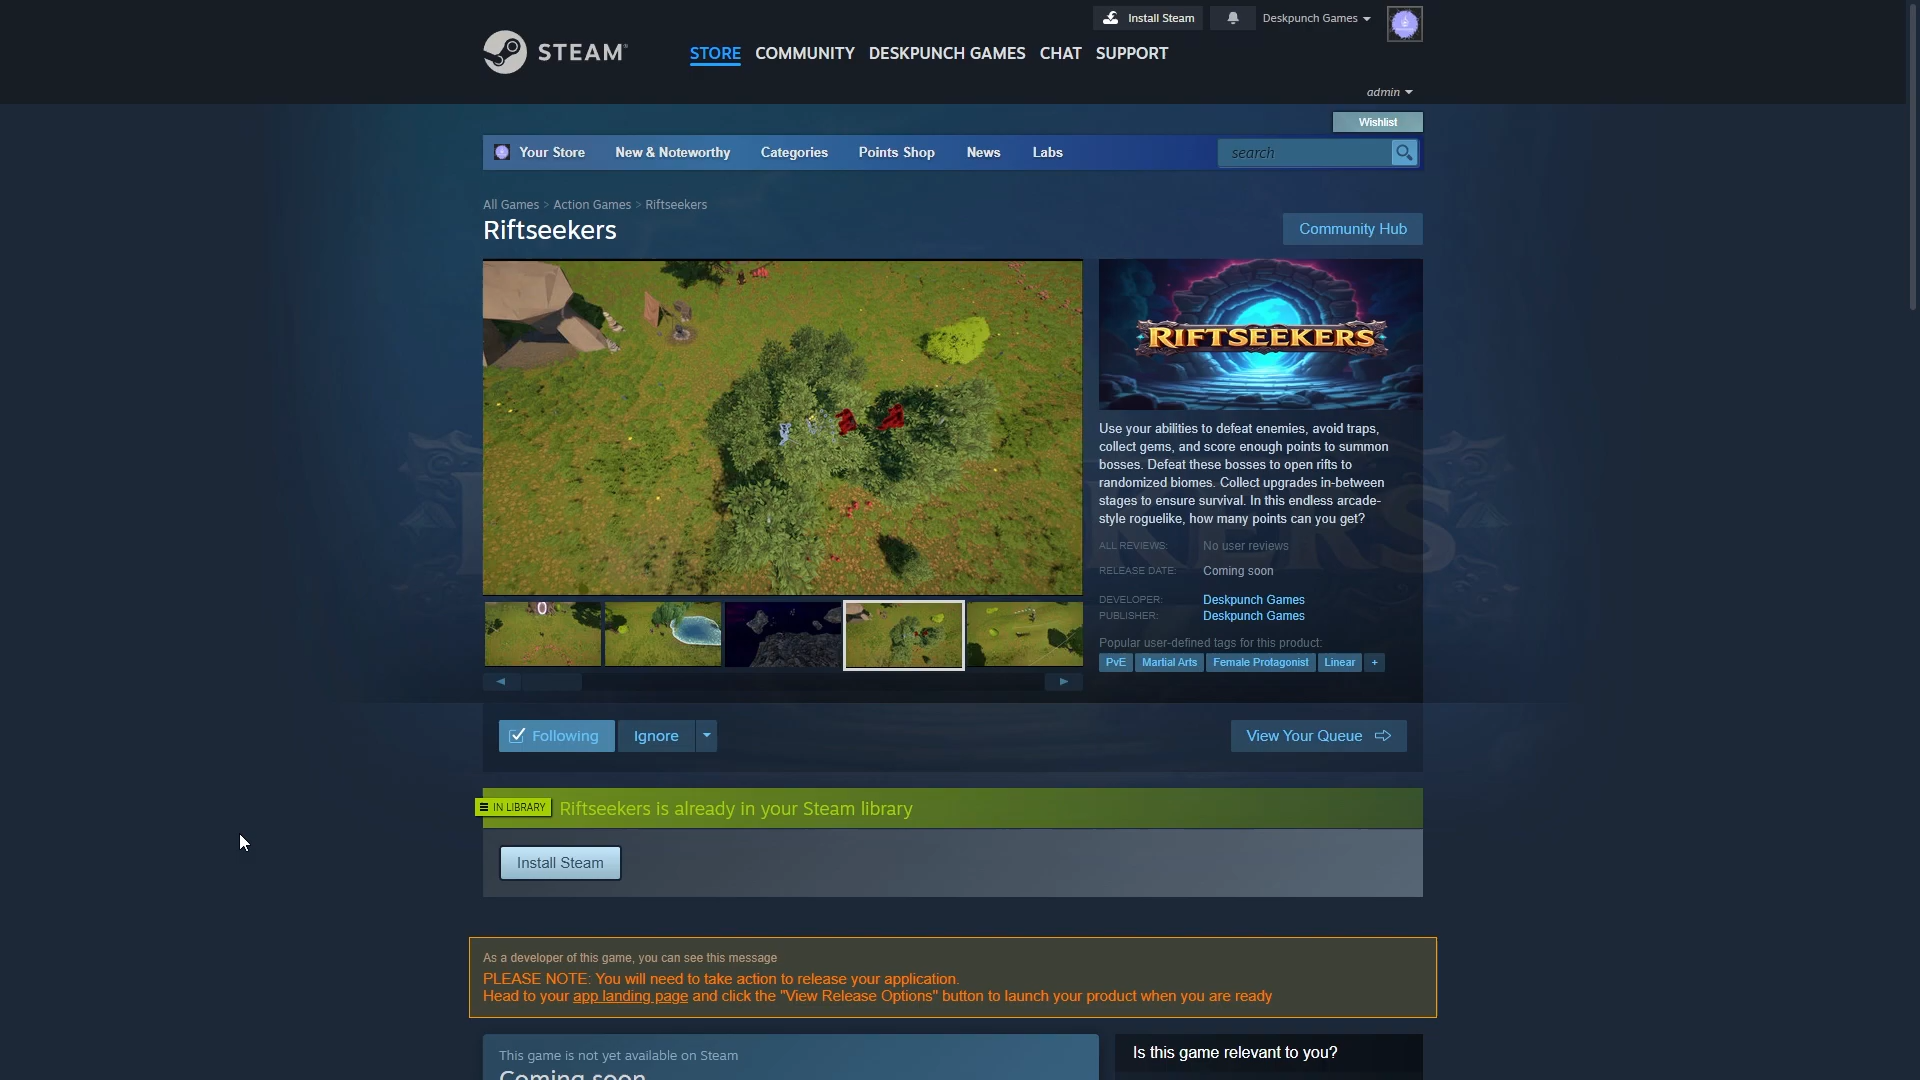 Install Steam
Deskpunch Games
STEAM
STORE
COMMUNITY
DESKPUNCH GAMES
CHAT
SUPPORT
admin
Wishlist
Your Store
New & Noteworthy
Categories
Points Shop
News
Labs
search
All Games > Action Games > Riftseekers
Riftseekers
Community Hub
RIFTSEEKERS
Use your abilities to defeat enemies, avoid traps,
collect gems, and score enough points to summon
bosses. Defeat these bosses to open rifts to
randomized biomes. Collect upgrades in-between
stages to ensure survival. In this endless arcade-
style roguelike, how many points can you get?
ALL REVIEWS: No user reviews
RELEASE DATE: Coming soon
DEVELOPER: Deskpunch Games
PUBLISHER: Deskpunch Games
Popular user-defined tags for this product:
PvE Martial Arts Female Protagonist Linear +
0
Following
Ignore
View Your Queue
IN LIBRARY
Riftseekers is already in your Steam library
Install Steam
As a developer of this game, you can see this message
PLEASE NOTE: You will need to take action to release your application.
Head to your app landing page and click the "View Release Options" button to launch your product when you are ready
This game is not yet available on Steam
Coming soon
Is this game relevant to you?